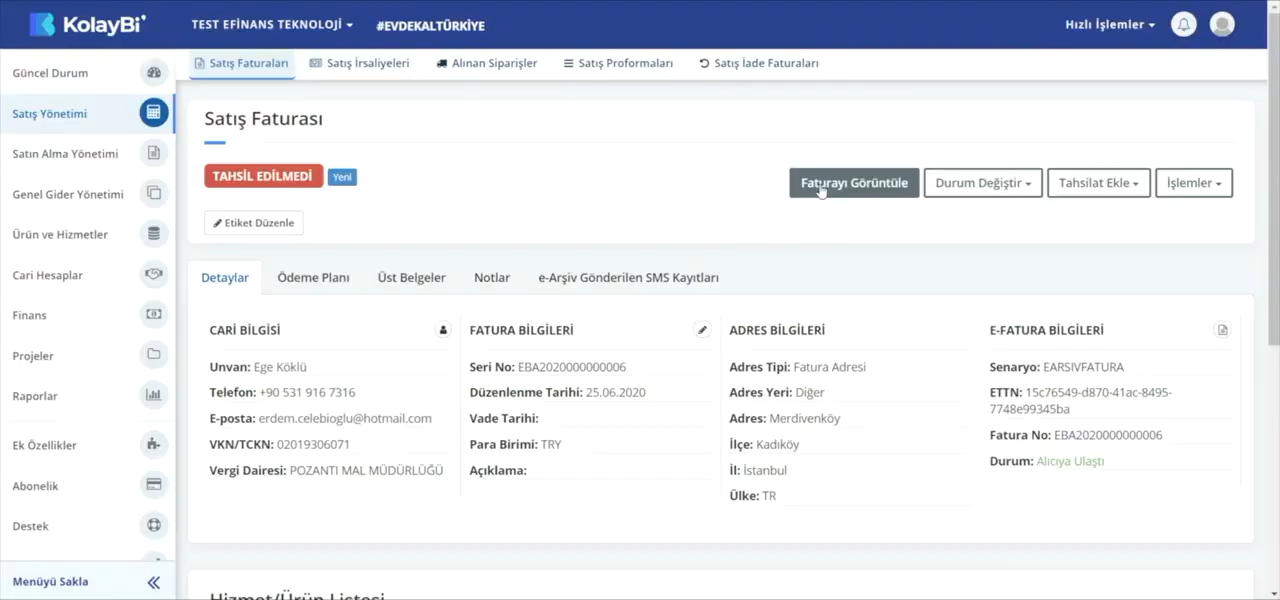 KolayBi'
TEST EFİNANS TEKNOLOJİ
#EVDEKALTÜRKİYE
Hızlı İşlemler
Güncel Durum
Satış Yönetimi
Satın Alma Yönetimi
Genel Gider Yönetimi
Ürün ve Hizmetler
Cari Hesaplar
Finans
Projeler
Raporlar
Ek Özellikler
Abonelik
Destek
Menüyü Sakla
Satış Faturaları
Satış İrsaliyeleri
Alınan Siparişler
Satış Proformaları
Satış İade Faturaları
Satış Faturası
TAHSİL EDİLMEDİ
Yeni
Faturayı Görüntüle
Durum Değiştir
Tahsilat Ekle
İşlemler
Etiket Düzenle
Detaylar
Ödeme Planı
Üst Belgeler
Notlar
e-Arşiv Gönderilen SMS Kayıtları
CARİ BİLGİSİ
Unvan: Ege Köklü
Telefon: +90 531 916 7316
E-posta: erdem.celebioglu@hotmail.com
VKN/TCKN: 02019306071
Vergi Dairesi: POZANTI MAL MÜDÜRLÜĞÜ
FATURA BİLGİLERİ
Seri No: EBA2020000000006
Düzenlenme Tarihi: 25.06.2020
Vade Tarihi:
Para Birimi: TRY
Açıklama:
ADRES BİLGİLERİ
Adres Tipi: Fatura Adresi
Adres Yeri: Diğer
Adres: Merdivenköy
İlçe: Kadıköy
İl: İstanbul
Ülke: TR
E-FATURA BİLGİLERİ
Senaryo: EARSIVFATURA
ETTN: 15c76549-d870-41ac-8495-
7748e99345ba
Fatura No: EBA2020000000006
Durum: Alıcıya Ulaştı
Hizmet/Ürün Listesi